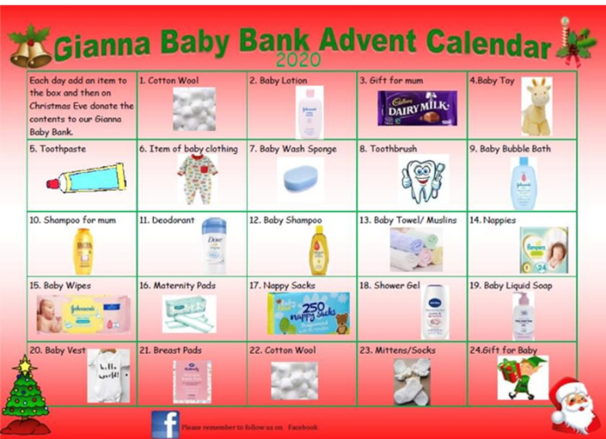 Gianna Baby Bank Advent Calendar
2020
Each day add an item to
the box and then on
Christmas Eve donate the
contents to our Gianna
Baby Bank.
1. Cotton Wool
2. Baby Lotion
Johnson's
3. Gift for mum
Cadbury
DAIRY MILK
4.Baby Toy
5. Toothpaste
6. Item of baby clothing
7. Baby Wash Sponge
8. Toothbrush
9. Baby Bubble Bath
Johnson's
10. Shampoo for mum
11. Deodorant
Dove
12. Baby Shampoo
13. Baby Towel/ Muslins
14. Nappies
Pampers
24
15. Baby Wipes
Johnson's
16. Maternity Pads
17. Nappy Sacks
250
nappy sacks
18. Shower Gel
NIVEA
19. Baby Liquid Soap
20. Baby Vest
hello
world!
21. Breast Pads
22. Cotton Wool
23. Mittens/Socks
24.Gift for Baby
f
Please remember to follow us on Facebook